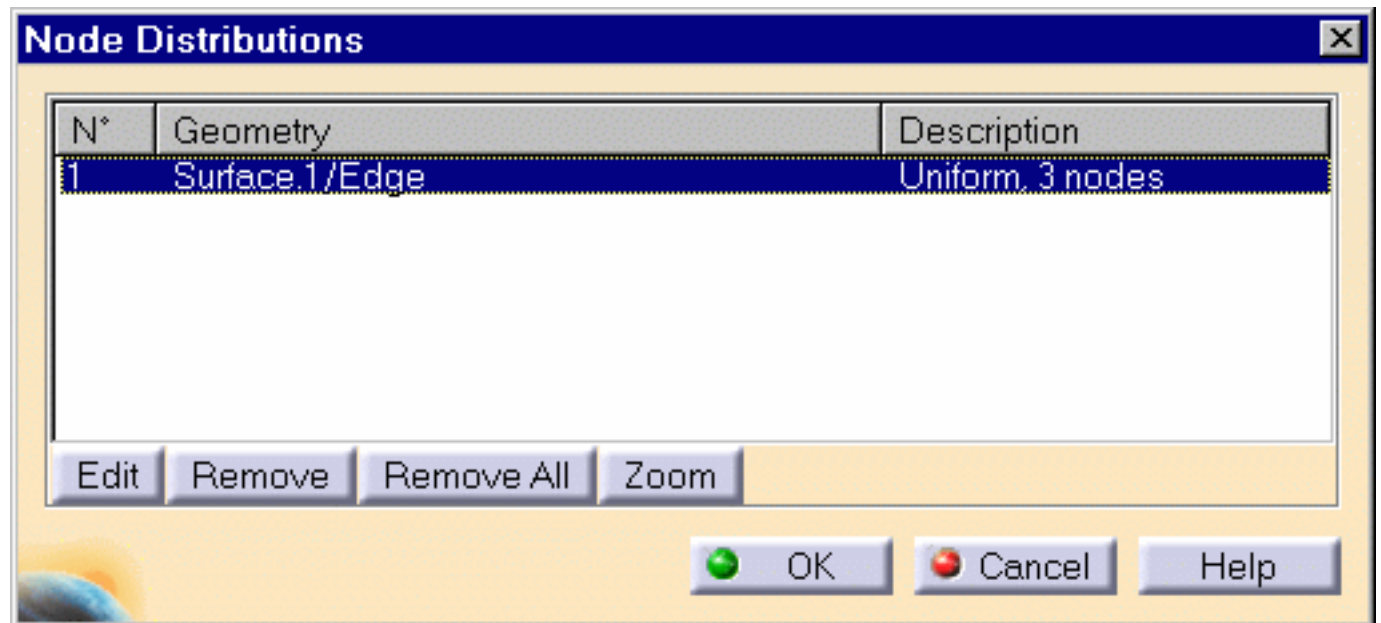 Node Distributions
N° Geometry Description
1 Surface.1/Edge Uniform, 3 nodes
Edit Remove Remove All Zoom
OK Cancel Help